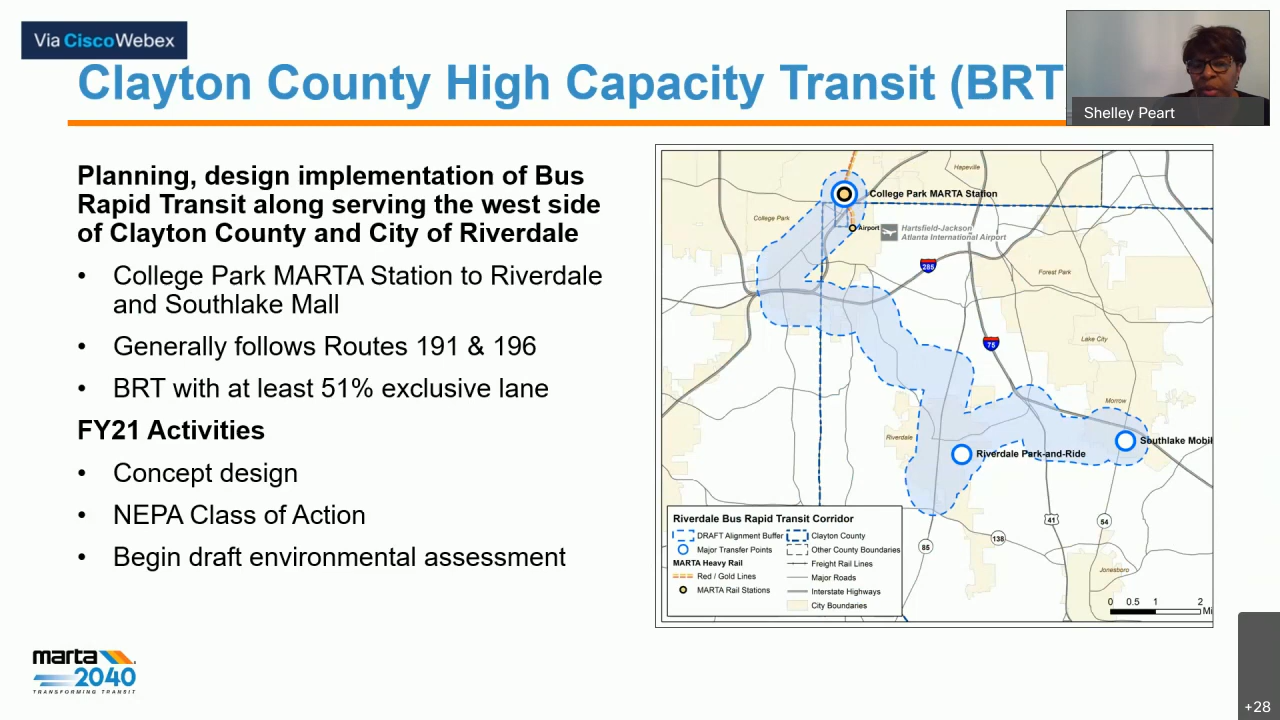 Via CiscoWebex
Clayton County High Capacity Transit (BRT
Shelley Peart
Planning, design implementation of Bus
Rapid Transit along serving the west side
of Clayton County and City of Riverdale
• College Park MARTA Station to Riverdale
and Southlake Mall
• Generally follows Routes 191 & 196
• BRT with at least 51% exclusive lane
FY21 Activities
• Concept design
• NEPA Class of Action
• Begin draft environmental assessment
Hapeville
College Park MARTA Station
College Park
Airport
Hartsfield-Jackson
Atlanta International Airport
285
Forest Park
75
Lake City
Morrow
Riverdale
Southlake Mobil
Riverdale Park-and-Ride
41
54
138
85
Jonesboro
Riverdale Bus Rapid Transit Corridor
DRAFT Alignment Buffer
Major Transfer Points
MARTA Heavy Rail
Red / Gold Lines
MARTA Rail Stations
Clayton County
Other County Boundaries
Freight Rail Lines
Major Roads
Interstate Highways
City Boundaries
0 0.5 1 2
Mi
marta
2040
TRANSFORMING TRANSIT
+28